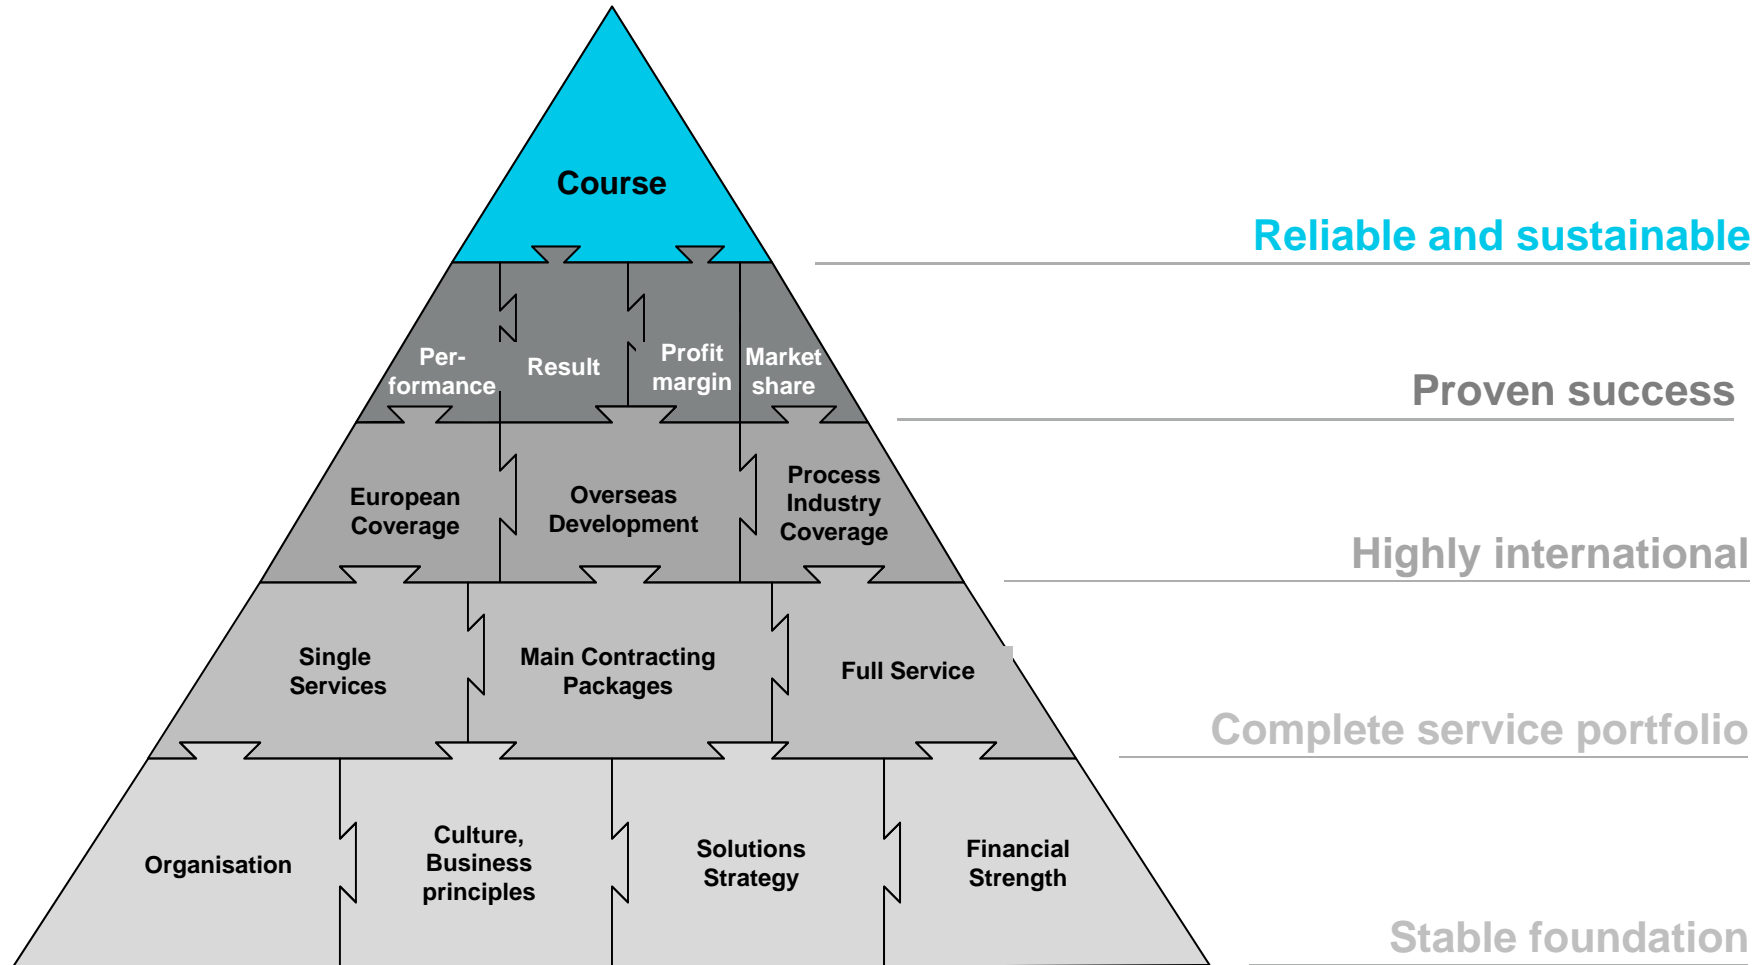 Course
Reliable and sustainable
Per-
formance
Result
Profit
margin
Market
share
Proven success
European
Coverage
Overseas
Development
Process
Industry
Coverage
Highly international
Single
Services
Main Contracting
Packages
Full Service
Complete service portfolio
Organisation
Culture,
Business
principles
Solutions
Strategy
Financial
Strength
Stable foundation